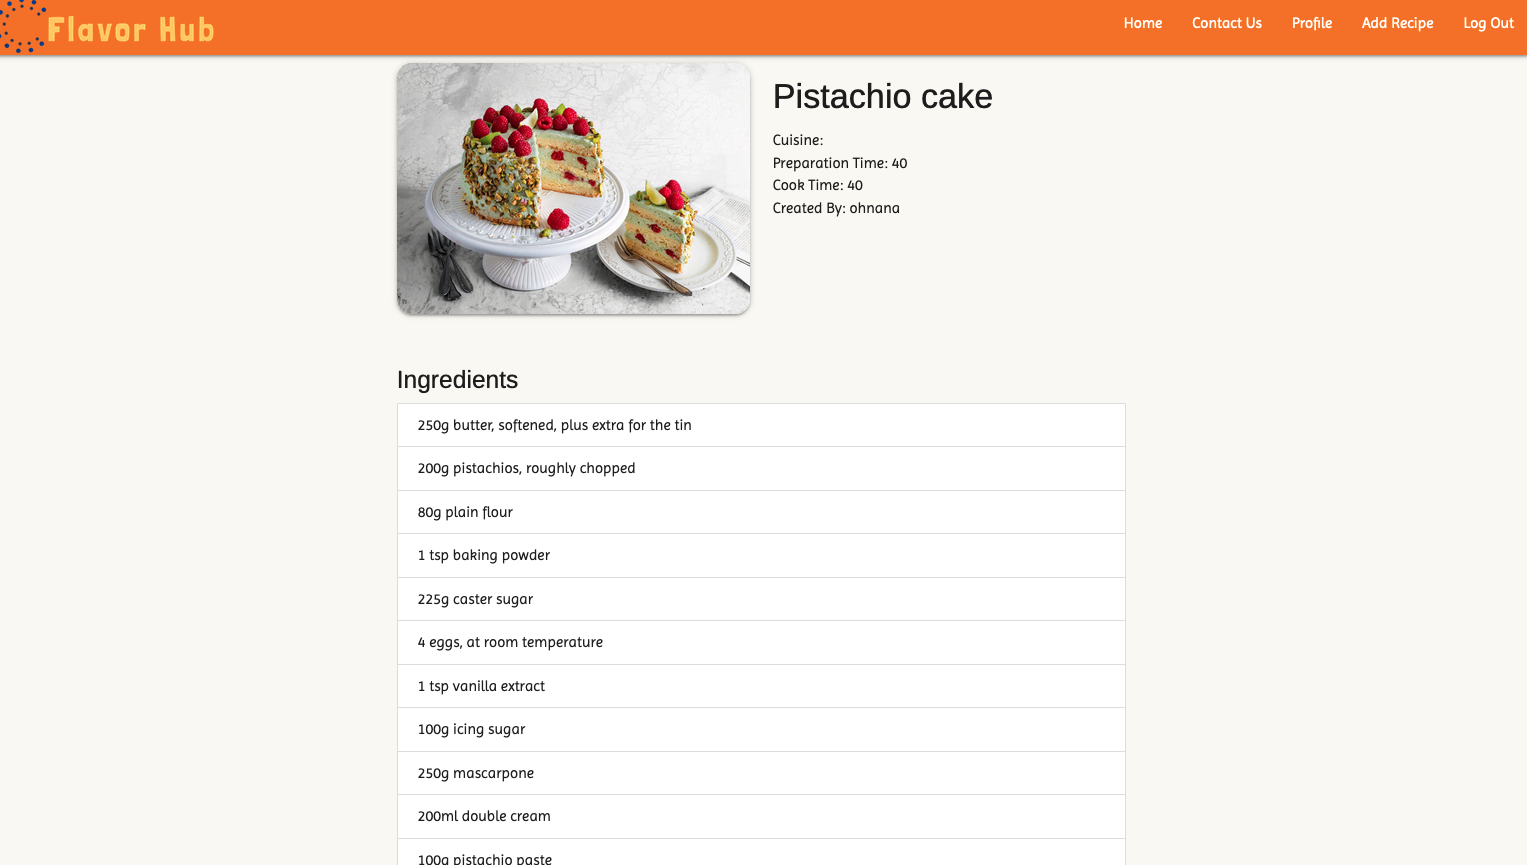 Flavor Hub
Home
Contact Us
Profile
Add Recipe
Log Out
Pistachio cake
Cuisine:
Preparation Time: 40
Cook Time: 40
Created By: ohnana
Ingredients
250g butter, softened, plus extra for the tin
200g pistachios, roughly chopped
80g plain flour
1 tsp baking powder
225g caster sugar
4 eggs, at room temperature
1 tsp vanilla extract
100g icing sugar
250g mascarpone
200ml double cream
100g pistachio paste